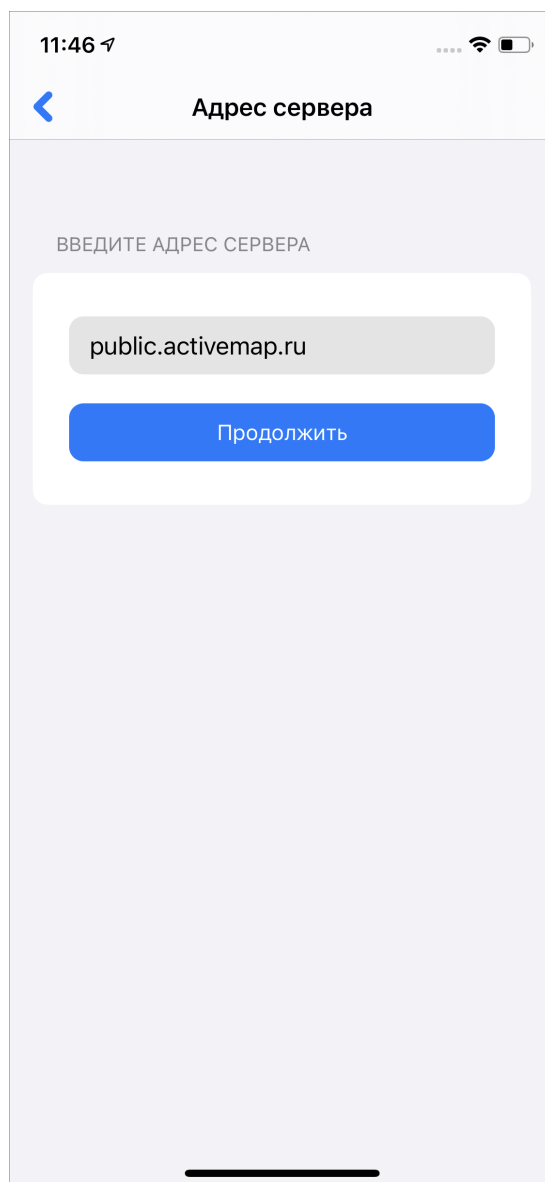 11:46
Адрес сервера
ВВЕДИТЕ АДРЕС СЕРВЕРА
public.activemap.ru
Продолжить